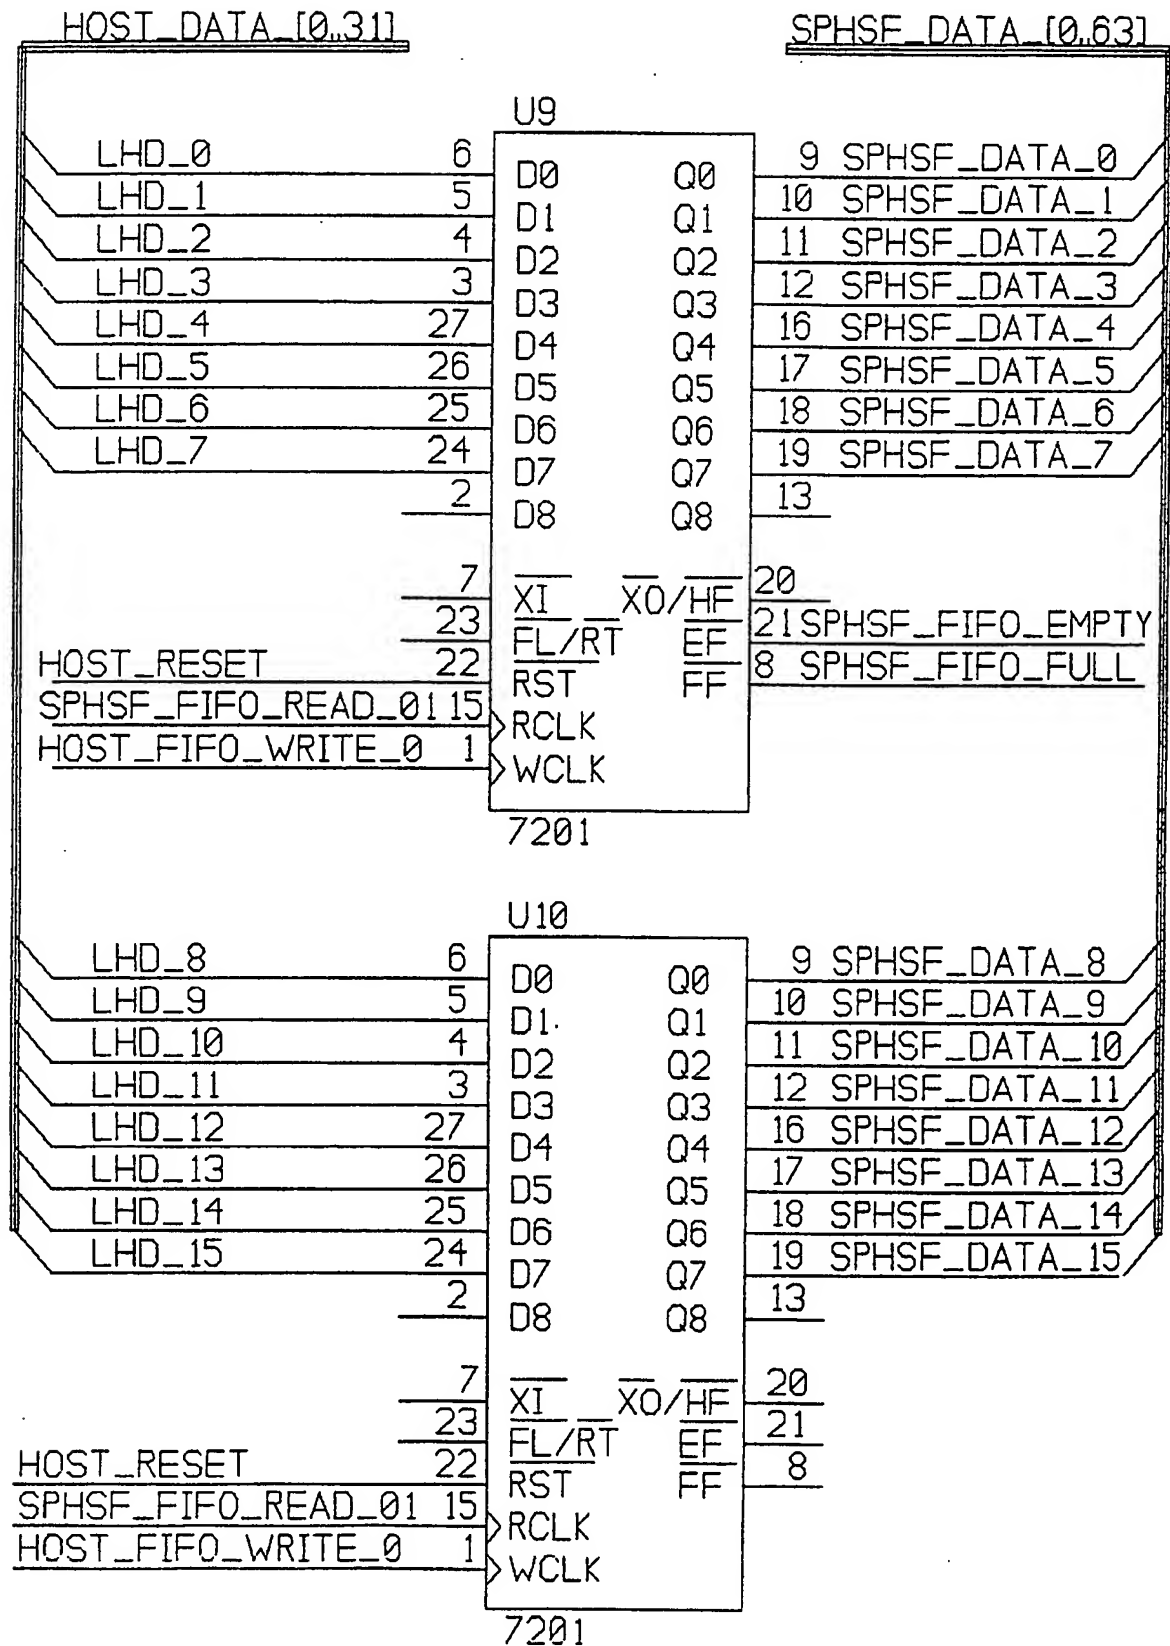 HOST_DATA_[0..31] SPHSF_DATA_[0..63]
U9
LHD_0 6 D0 Q0 9 SPHSF_DATA_0
LHD_1 5 D1 Q1 10 SPHSF_DATA_1
LHD_2 4 D2 Q2 11 SPHSF_DATA_2
LHD_3 3 D3 Q3 12 SPHSF_DATA_3
LHD_4 27 D4 Q4 16 SPHSF_DATA_4
LHD_5 26 D5 Q5 17 SPHSF_DATA_5
LHD_6 25 D6 Q6 18 SPHSF_DATA_6
LHD_7 24 D7 Q7 19 SPHSF_DATA_7
2 D8 Q8 13
7 XI XO/HF 20
23 FL/RT EF 21 SPHSF_FIFO_EMPTY
HOST_RESET 22 RST FF 8 SPHSF_FIFO_FULL
SPHSF_FIFO_READ_01 15 RCLK
HOST_FIFO_WRITE_0 1 WCLK
7201
U10
LHD_8 6 D0 Q0 9 SPHSF_DATA_8
LHD_9 5 D1 Q1 10 SPHSF_DATA_9
LHD_10 4 D2 Q2 11 SPHSF_DATA_10
LHD_11 3 D3 Q3 12 SPHSF_DATA_11
LHD_12 27 D4 Q4 16 SPHSF_DATA_12
LHD_13 26 D5 Q5 17 SPHSF_DATA_13
LHD_14 25 D6 Q6 18 SPHSF_DATA_14
LHD_15 24 D7 Q7 19 SPHSF_DATA_15
2 D8 Q8 13
7 XI XO/HF 20
23 FL/RT EF 21
HOST_RESET 22 RST FF 8
SPHSF_FIFO_READ_01 15 RCLK
HOST_FIFO_WRITE_0 1 WCLK
7201